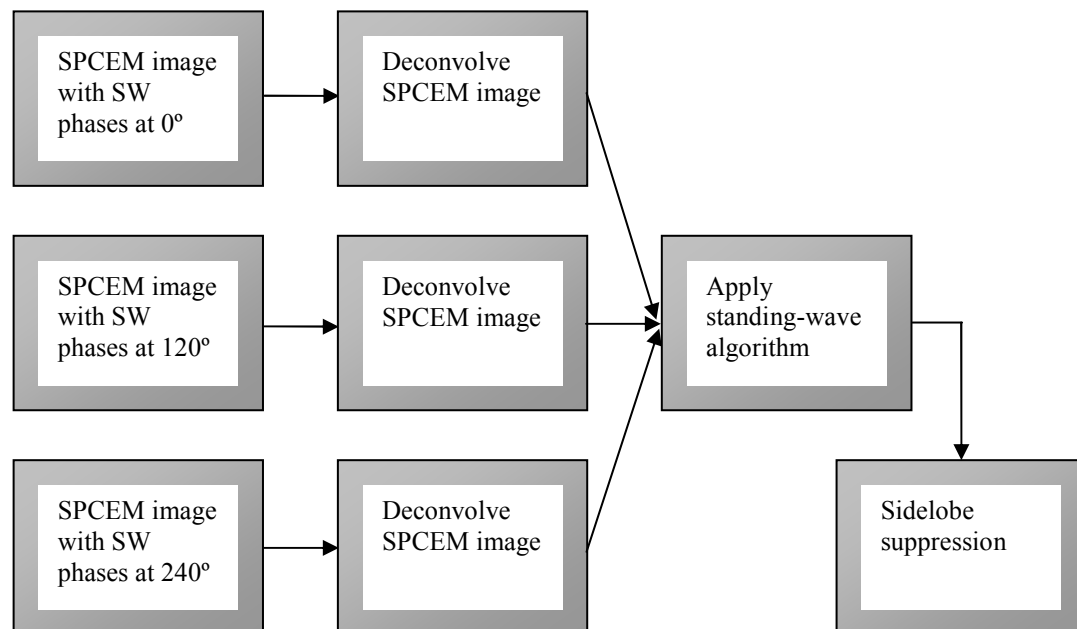 SPCEM image
with SW
phases at 0º
Deconvolve
SPCEM image
SPCEM image
with SW
phases at 120º
Deconvolve
SPCEM image
Apply
standing-wave
algorithm
SPCEM image
with SW
phases at 240º
Deconvolve
SPCEM image
Sidelobe
suppression